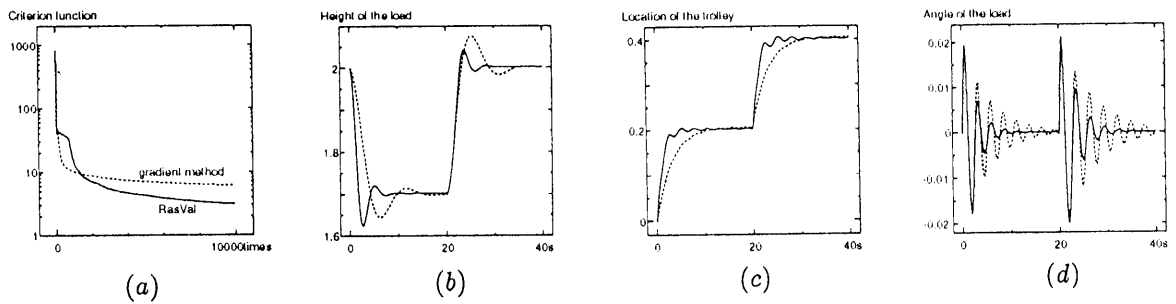 Criterion function
1000
100
10
1
gradient method
RasVal
0
10000times
(a)
Height of the load
2
1.8
1.6
0
20
40s
(b)
Location of the trolley
0.4
0.2
0
0
20
40s
(c)
Angle of the load
0.02
0.01
0
-0.01
-0.02
0
20
40s
(d)